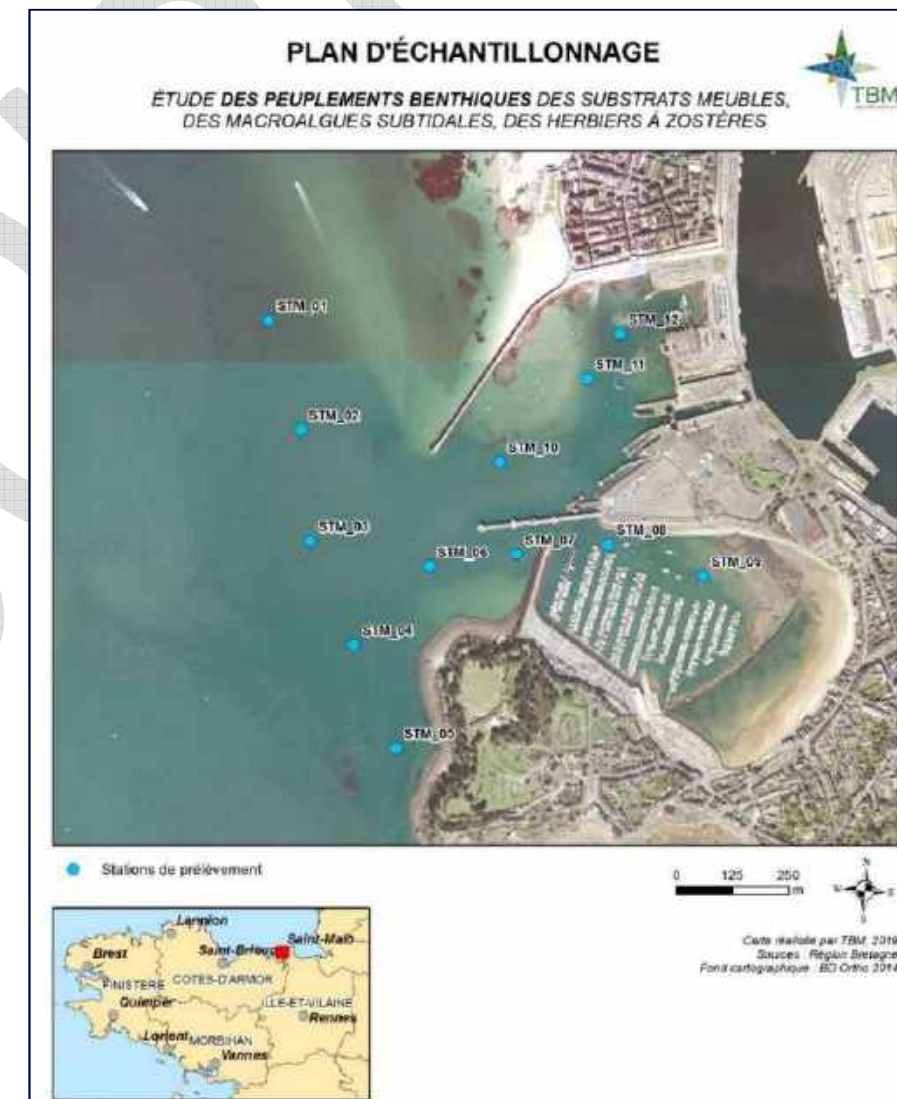 PLAN D'ÉCHANTILLONNAGE
TBM
ÉTUDE DES PEUPLEMENTS BENTHIQUES DES SUBSTRATS MEUBLES,
DES MACROALGUES SUBTIDALES, DES HERBIERS À ZOSTÈRES
STM_01
STM_12
STM_11
STM_02
STM_10
STM_03
STM_08
STM_07
STM_06
STM_09
STM_04
STM_05
Stations de prélèvement
0 125 250
m
N
W E
S
Carte réalisée par TBM, 2019
Sources : Région Bretagne
Fond cartographique : BD Ortho 2014
Lannion
Saint-Malo
Saint-Brieuc
Brest
FINISTERE
COTES-D'ARMOR
Quimper
ILLE-ET-VILAINE
Rennes
Lorient
MORBIHAN
Vannes